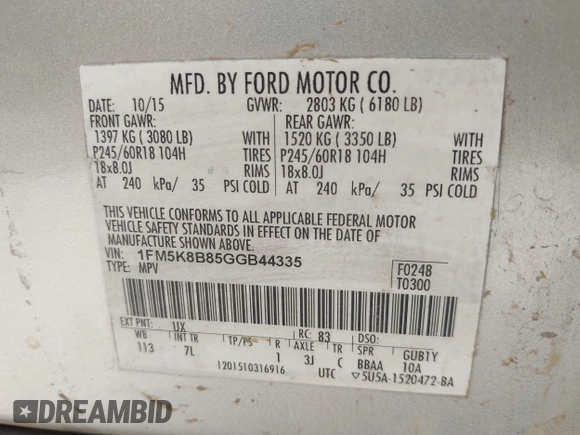 MFD. BY FORD MOTOR CO.
DATE: 10/15 GVWR: 2803 KG ( 6180 LB)
FRONT GAWR: REAR GAWR:
1397 KG ( 3080 LB) WITH 1520 KG ( 3350 LB) WITH
P245/60R18 104H TIRES P245/60R18 104H TIRES
18x8.0J RIMS 18x8.0J RIMS
AT 240 kPa/ 35 PSI COLD AT 240 kPa/ 35 PSI COLD
THIS VEHICLE CONFORMS TO ALL APPLICABLE FEDERAL MOTOR
VEHICLE SAFETY STANDARDS IN EFFECT ON THE DATE OF
MANUFACTURE SHOWN ABOVE.
VIN: 1FM5K8B85GGB44335
TYPE: MPV
F0248
T0300
EXT PNT: UX RC: 83 DSO:
WB INT TR TP/PS R AXLE TR SPR GUB1Y
113 7L 1 3J C BBAA 10A
1201510316916 UTC ▽5U5A-1520472-BA
DREAMBID